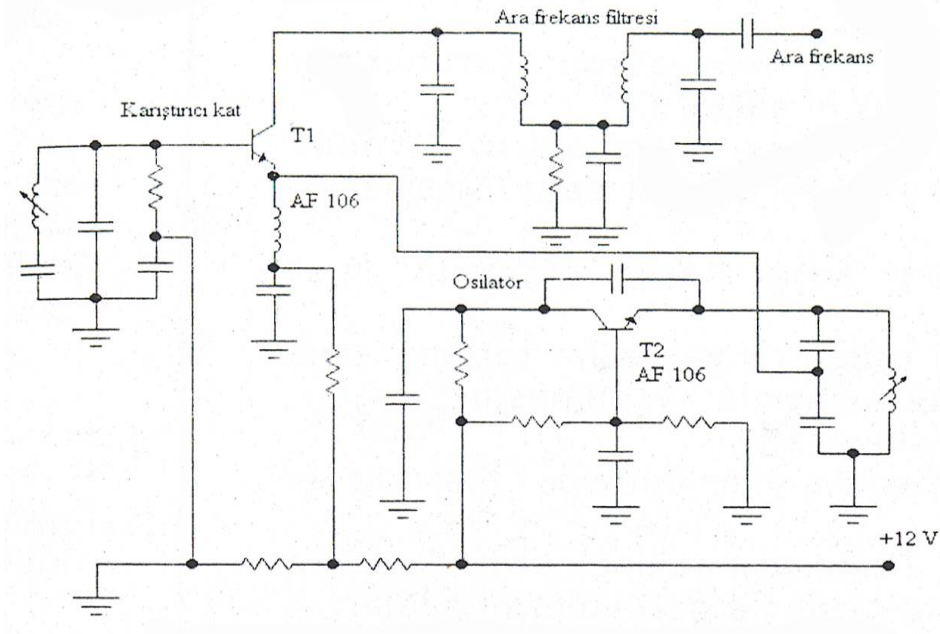 Ara frekans filtresi
Ara frekans
Karıştırıcı kat
T1
AF 106
Osilatör
T2
AF 106
+12 V